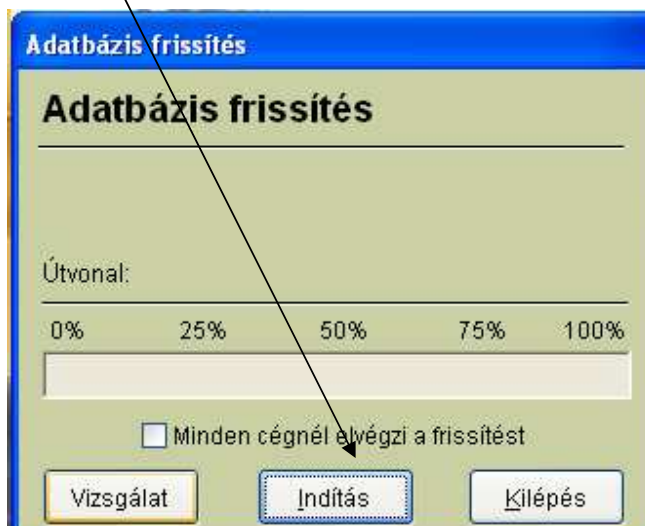 Adatbázis frissítés
Adatbázis frissítés
Útvonal:
0% 25% 50% 75% 100%
Minden cégnél elvégzi a frissítést
Vizsgálat Indítás Kilépés